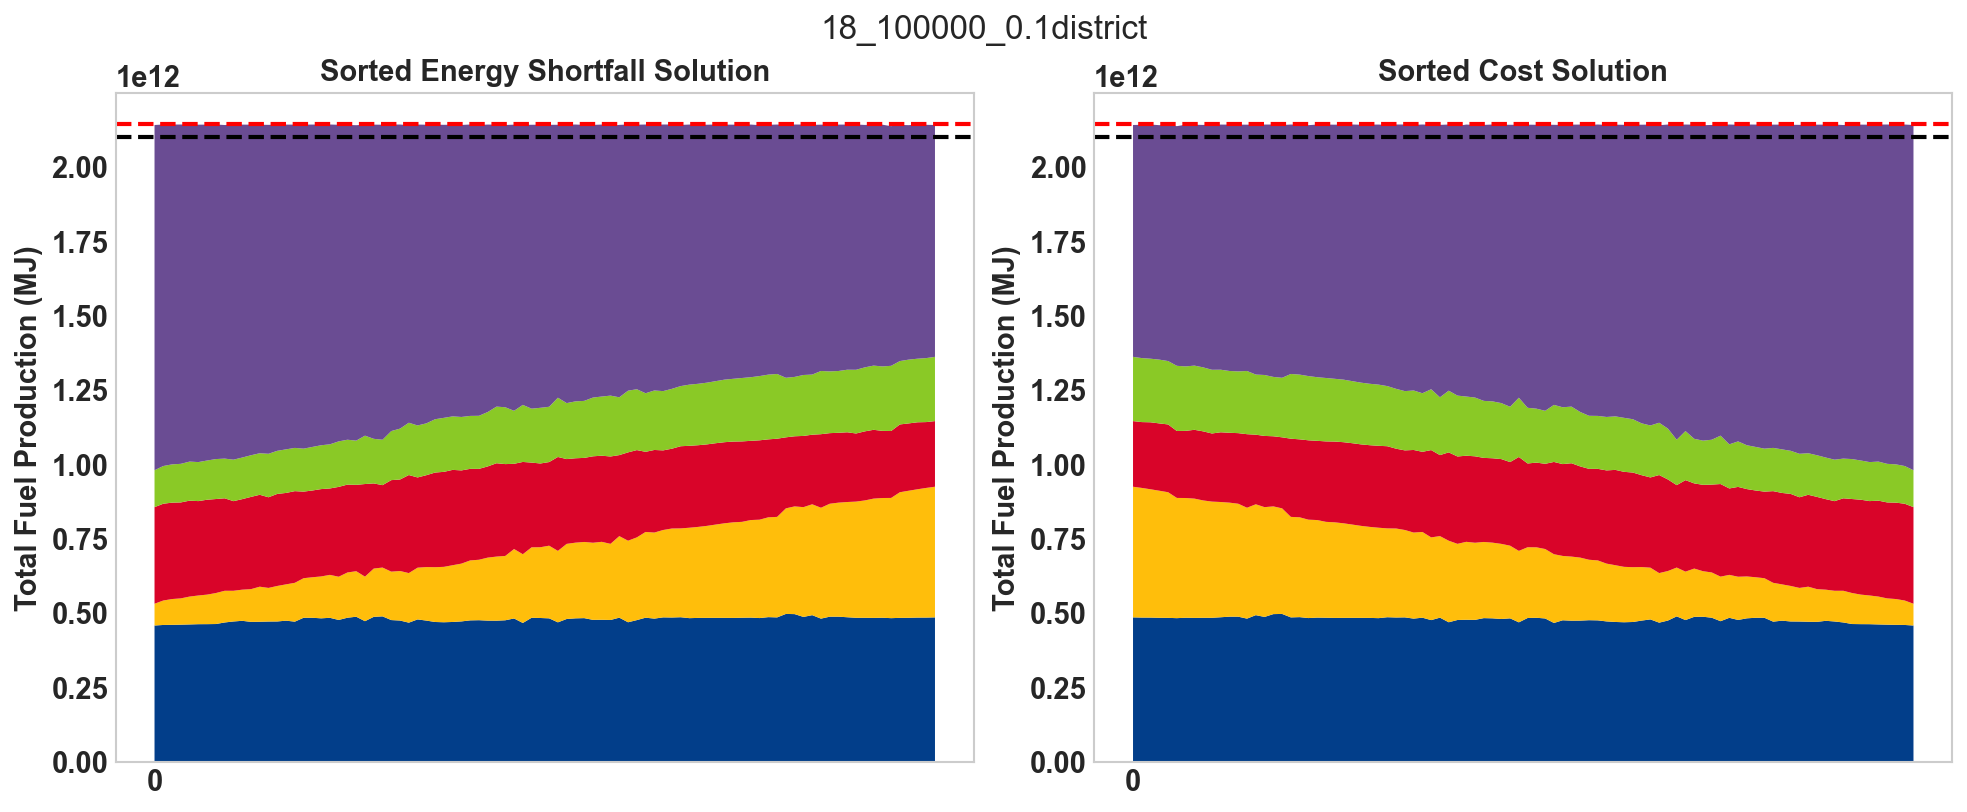 18_100000_0.1district
Sorted Energy Shortfall Solution
1e12
Total Fuel Production (MJ)
2.00
1.75
1.50
1.25
1.00
0.75
0.50
0.25
0.00
0
Sorted Cost Solution
1e12
Total Fuel Production (MJ)
2.00
1.75
1.50
1.25
1.00
0.75
0.50
0.25
0.00
0